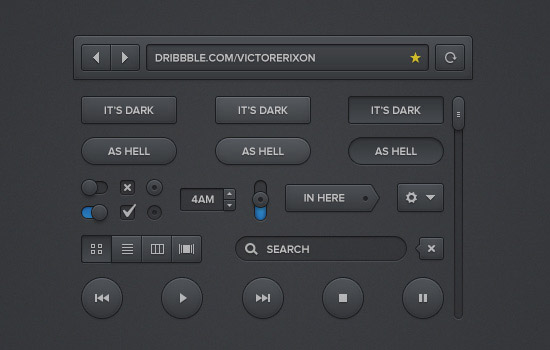 DRIBBBLE.COM/VICTORERIXON
IT'S DARK IT'S DARK IT'S DARK
AS HELL AS HELL AS HELL
4AM IN HERE
SEARCH